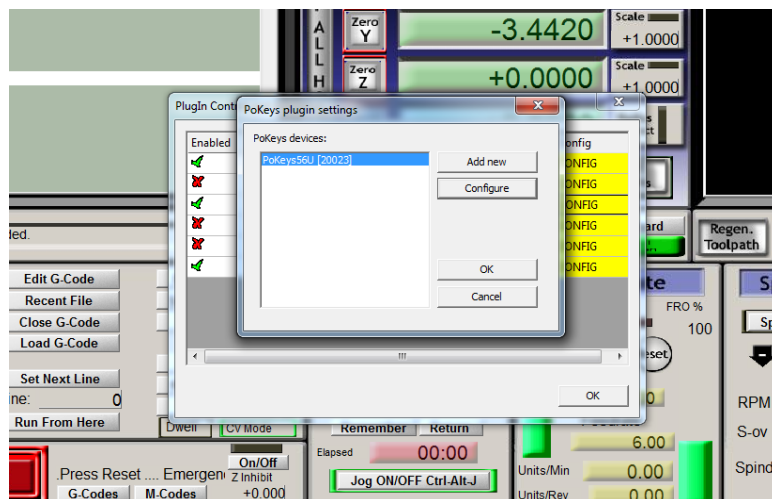 A
L
L
H
Zero
Y
-3.4420
Scale
+1.0000
Zero
Z
+0.0000
Scale
+1.0000
PlugIn Cont
PoKeys plugin settings
Enabled
PoKeys devices:
PoKeys56U [20023]
Add new
Configure
OK
Cancel
onfig
ONFIG
ONFIG
ONFIG
ONFIG
ONFIG
ONFIG
OK
ded.
Edit G-Code
Recent File
Close G-Code
Load G-Code
Set Next Line
ne: 0
Run From Here
Dwell
CV Mode
Remember
Return
Regen.
Toolpath
FRO %
100
RPM
S-ov
Spind
Elapsed
00:00
6.00
Units/Min
0.00
Units/Rev
0.00
Press Reset .... Emergen
On/Off
Z Inhibit
+0.000
G-Codes
M-Codes
Jog ON/OFF Ctrl-Alt-J